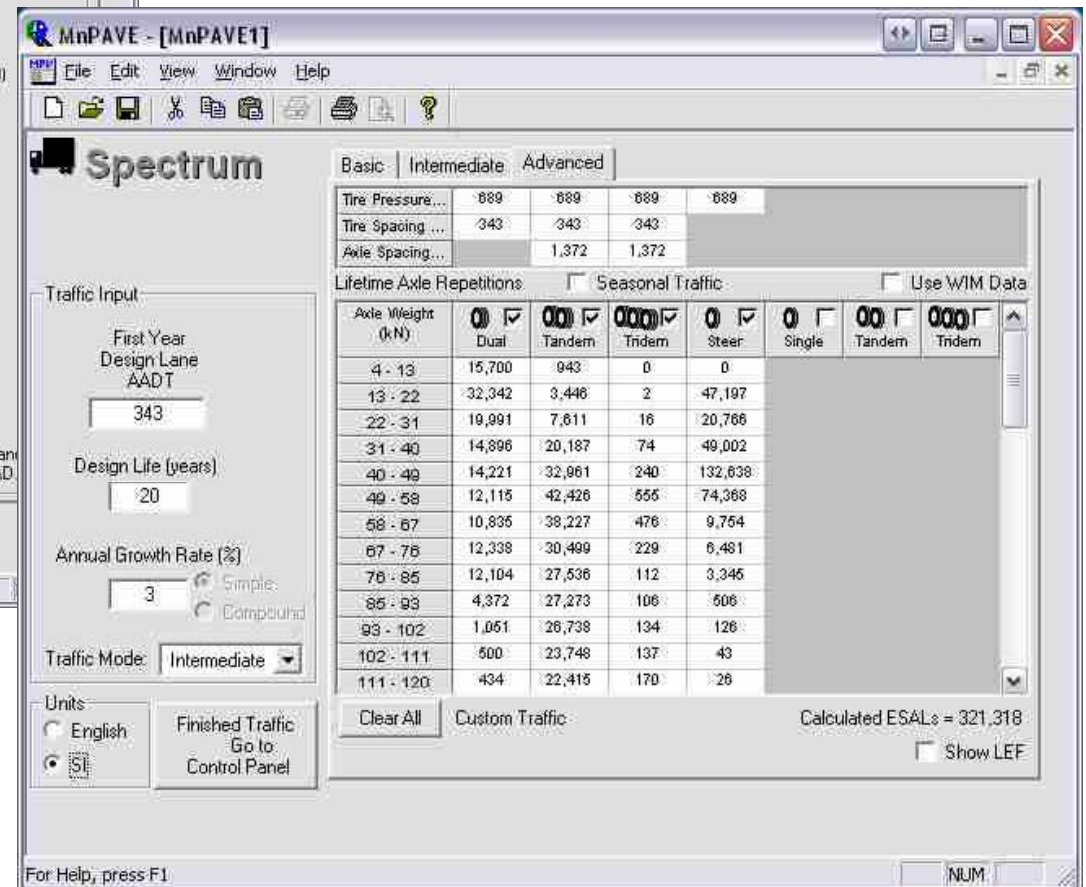 MnPAVE - [MnPAVE1]
File Edit View Window Help
Spectrum
Basic Intermediate Advanced
Tire Pressure... 689 689 689 689
Tire Spacing ... 343 343 343
Axle Spacing... 1,372 1,372
Lifetime Axle Repetitions Seasonal Traffic Use WIM Data
Traffic Input
First Year
Design Lane
AADT
343
Design Life (years)
20
Annual Growth Rate (%)
3
Simple
Compound
Traffic Mode: Intermediate
Units
English
SI
Finished Traffic
Go to
Control Panel
Axle Weight
(kN) Dual Tandem Tridem Steer Single Tandem Tridem
4 - 13 15,700 943 0 0
13 - 22 32,342 3,446 2 47,197
22 - 31 19,991 7,611 16 20,766
31 - 40 14,896 20,187 74 49,002
40 - 49 14,221 32,961 240 132,638
49 - 58 12,115 42,426 555 74,368
58 - 67 10,835 38,227 476 9,754
67 - 76 12,338 30,499 229 6,481
76 - 85 12,104 27,536 112 3,345
85 - 93 4,372 27,273 106 506
93 - 102 1,051 26,738 134 126
102 - 111 500 23,748 137 43
111 - 120 434 22,415 170 26
Clear All Custom Traffic Calculated ESALs = 321,318
Show LEF
For Help, press F1 NUM